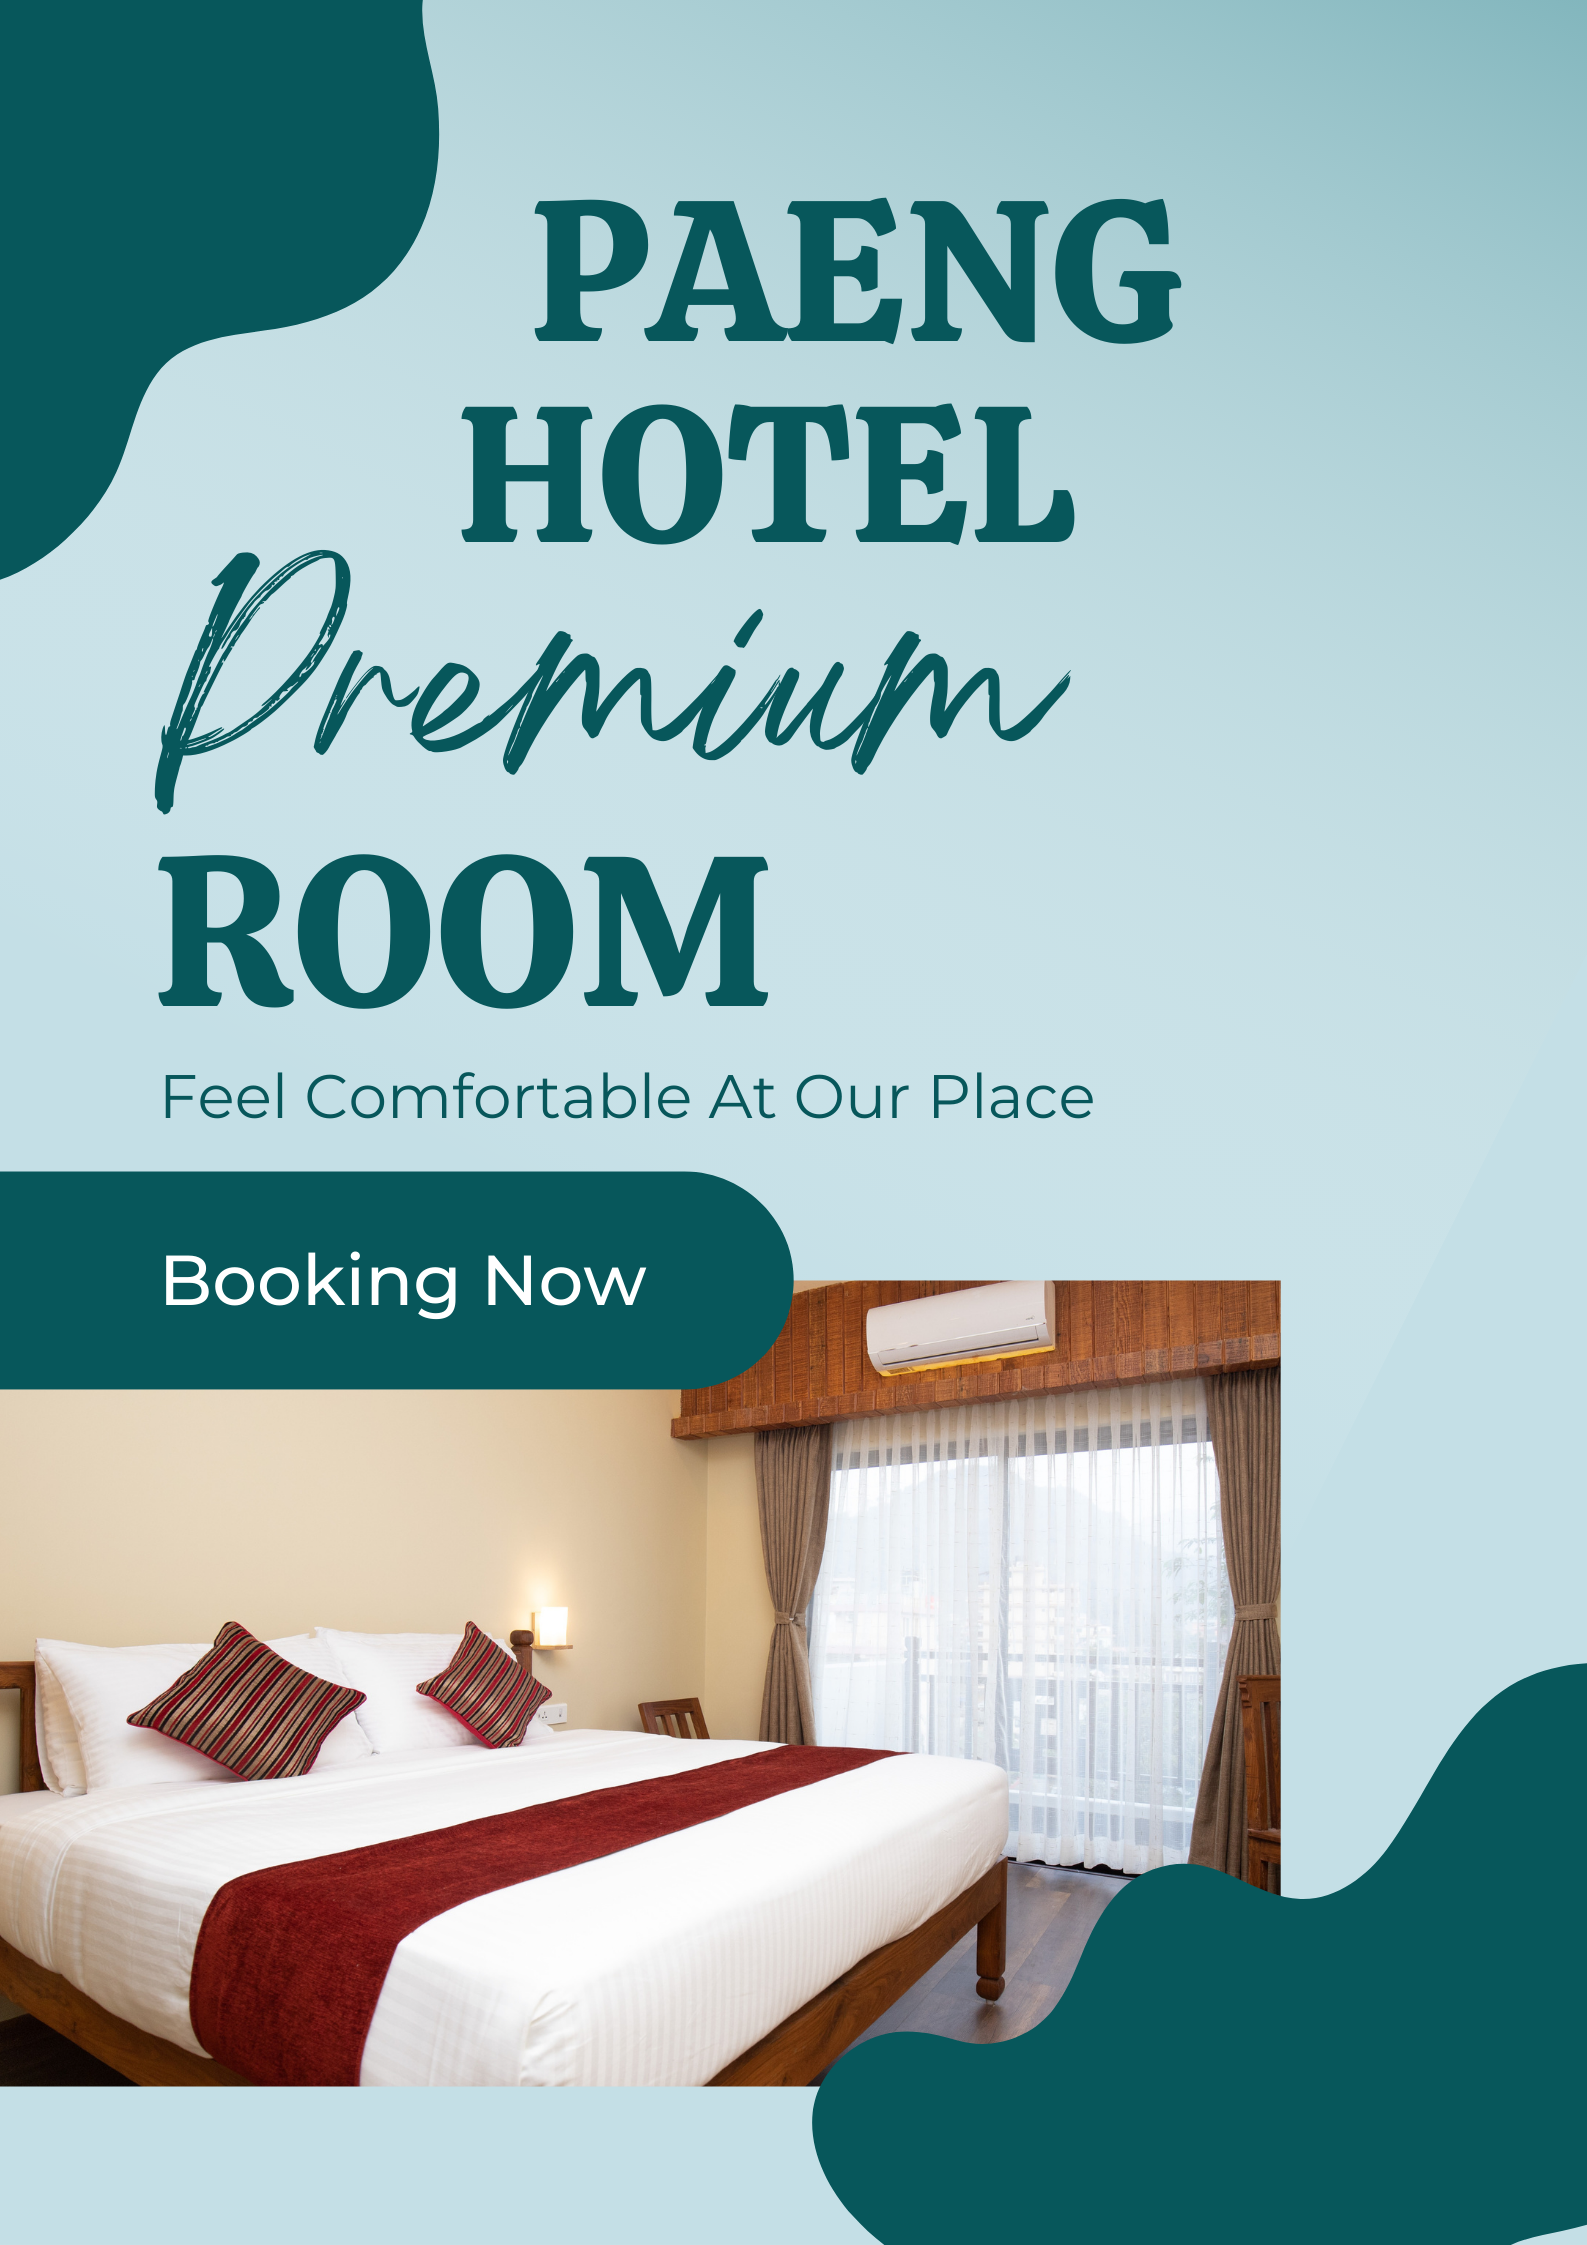 PAENG
HOTEL
Premium
ROOM
Feel Comfortable At Our Place
Booking Now